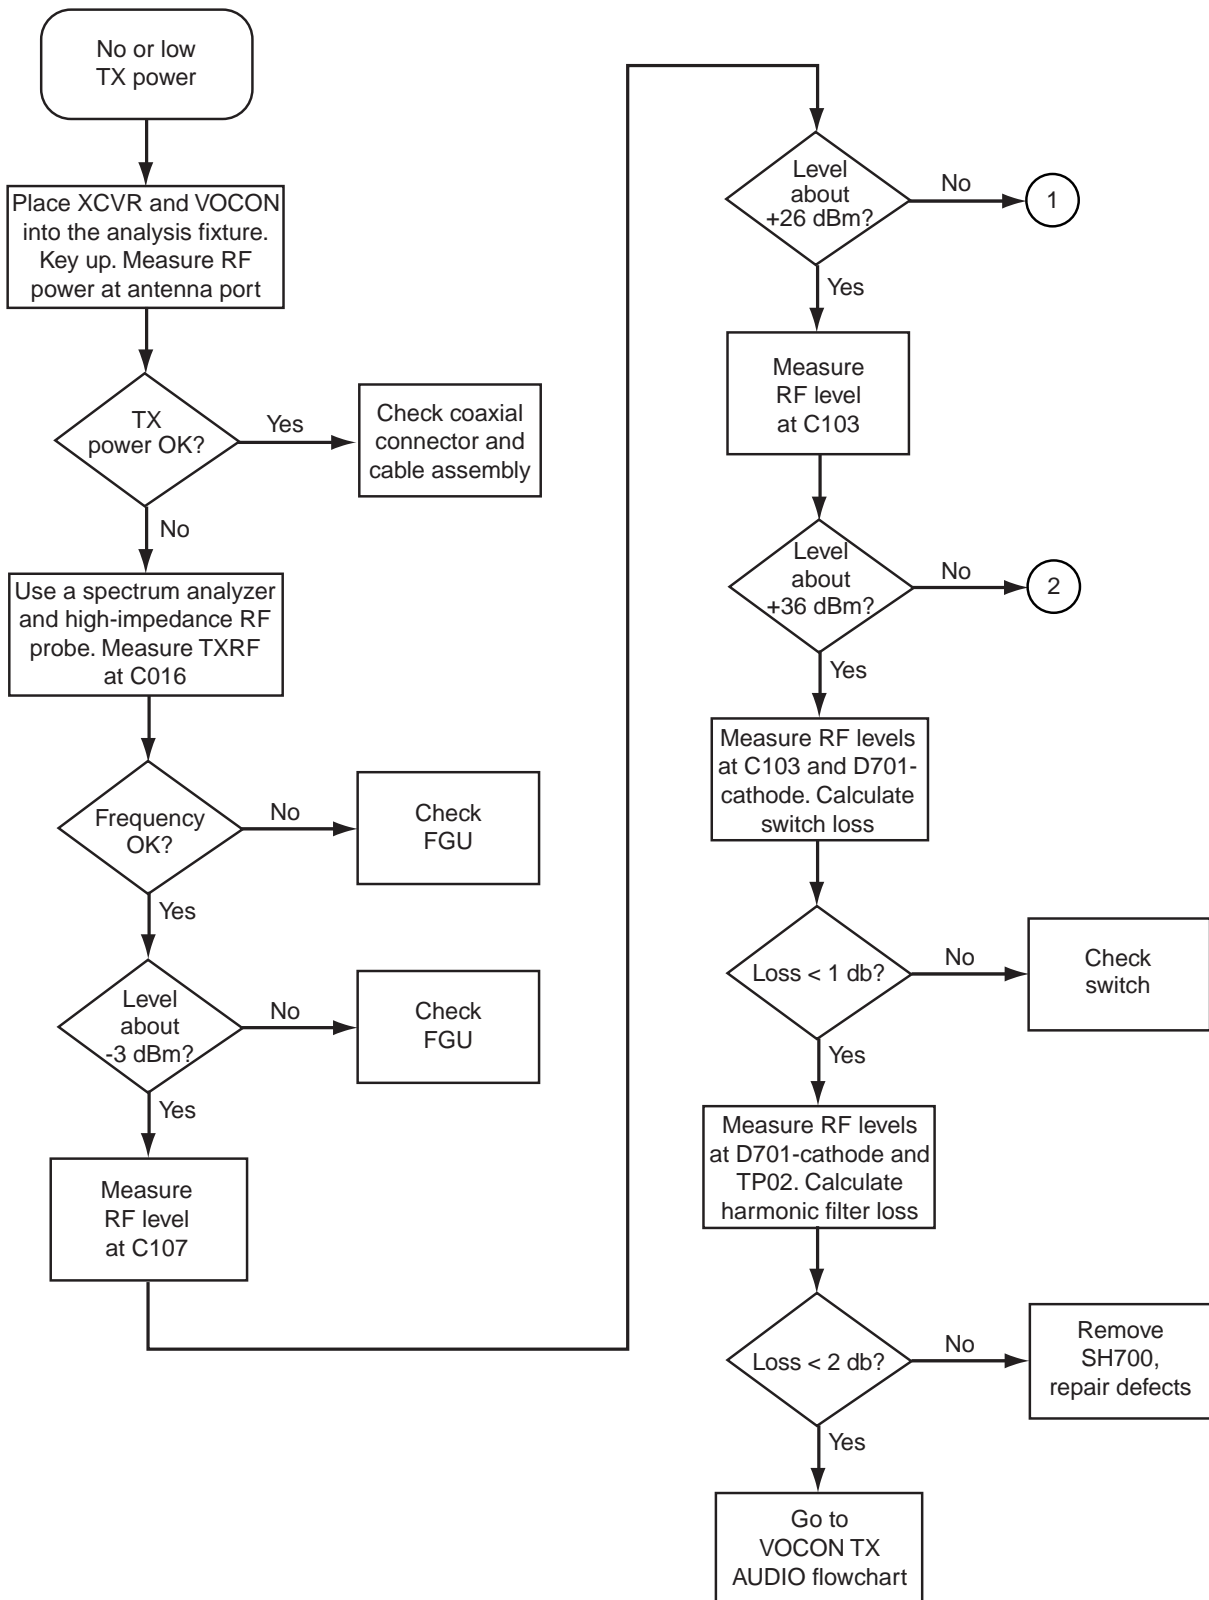 No or low
TX power
Place XCVR and VOCON
into the analysis fixture.
Key up. Measure RF
power at antenna port
TX
power OK?
Yes
Check coaxial
connector and
cable assembly
No
Use a spectrum analyzer
and high-impedance RF
probe. Measure TXRF
at C016
Frequency
OK?
No
Check
FGU
Yes
Level
about
-3 dBm?
No
Check
FGU
Yes
Measure
RF level
at C107
Level
about
+26 dBm?
No
1
Yes
Measure
RF level
at C103
Level
about
+36 dBm?
No
2
Yes
Measure RF levels
at C103 and D701-
cathode. Calculate
switch loss
Loss < 1 db?
No
Check
switch
Yes
Measure RF levels
at D701-cathode and
TP02. Calculate
harmonic filter loss
Loss < 2 db?
No
Remove
SH700,
repair defects
Yes
Go to
VOCON TX
AUDIO flowchart